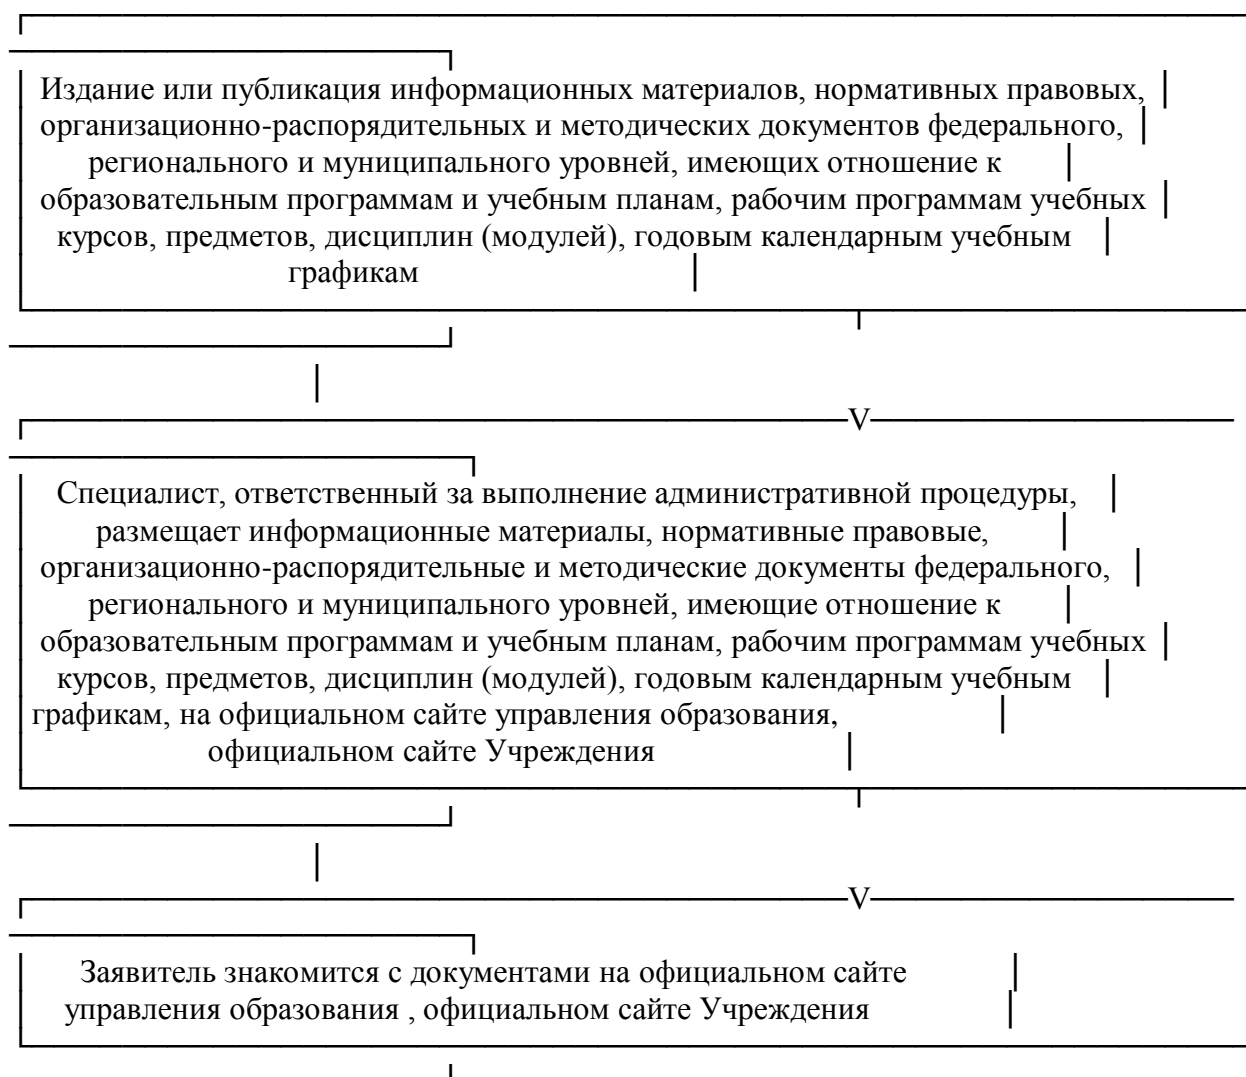 Издание или публикация информационных материалов, нормативных правовых,
организационно-распорядительных и методических документов федерального,
регионального и муниципального уровней, имеющих отношение к
образовательным программам и учебным планам, рабочим программам учебных
курсов, предметов, дисциплин (модулей), годовым календарным учебным
графикам
V
Специалист, ответственный за выполнение административной процедуры,
размещает информационные материалы, нормативные правовые,
организационно-распорядительные и методические документы федерального,
регионального и муниципального уровней, имеющие отношение к
образовательным программам и учебным планам, рабочим программам учебных
курсов, предметов, дисциплин (модулей), годовым календарным учебным
графикам, на официальном сайте управления образования,
официальном сайте Учреждения
V
Заявитель знакомится с документами на официальном сайте
управления образования , официальном сайте Учреждения